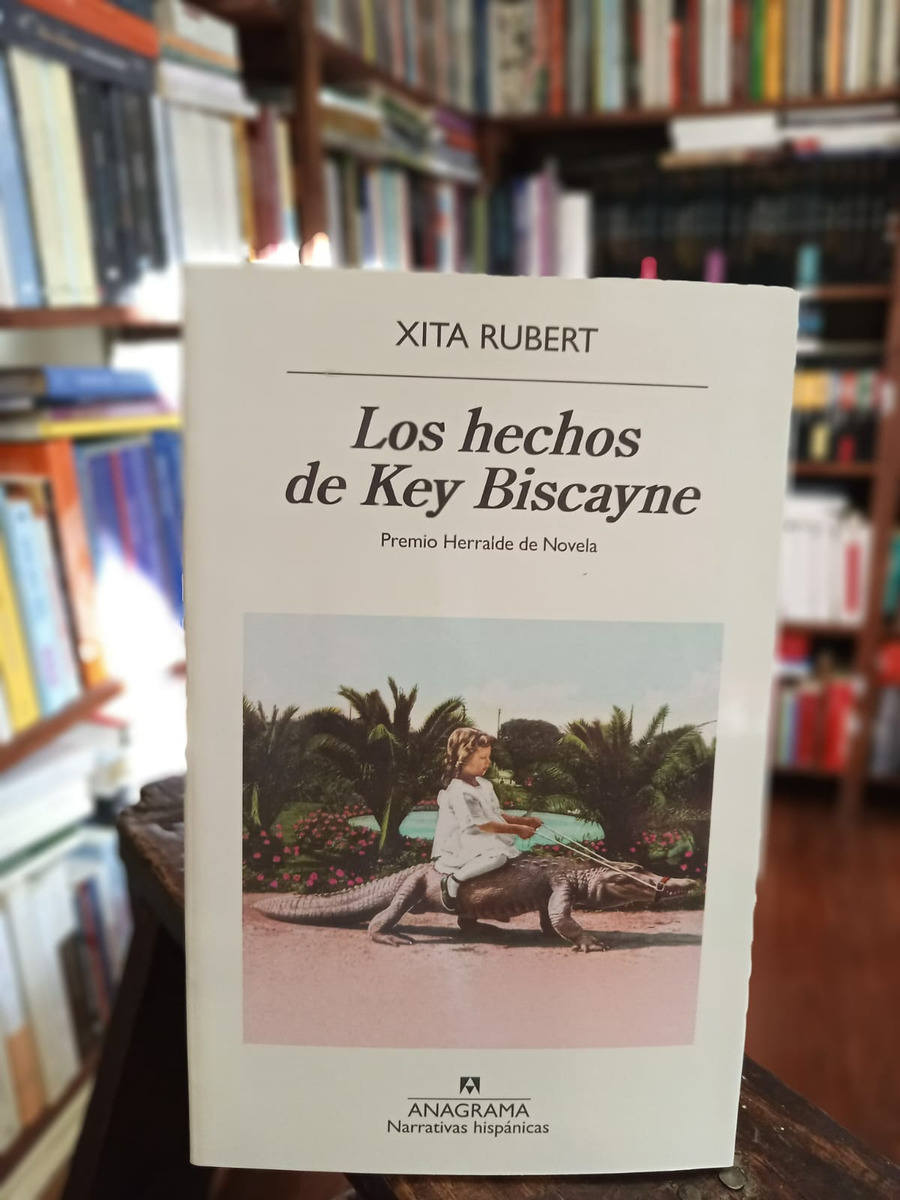 XITA RUBERT
Los hechos
de Key Biscayne
Premio Herralde de Novela
ANAGRAMA
Narrativas hispánicas